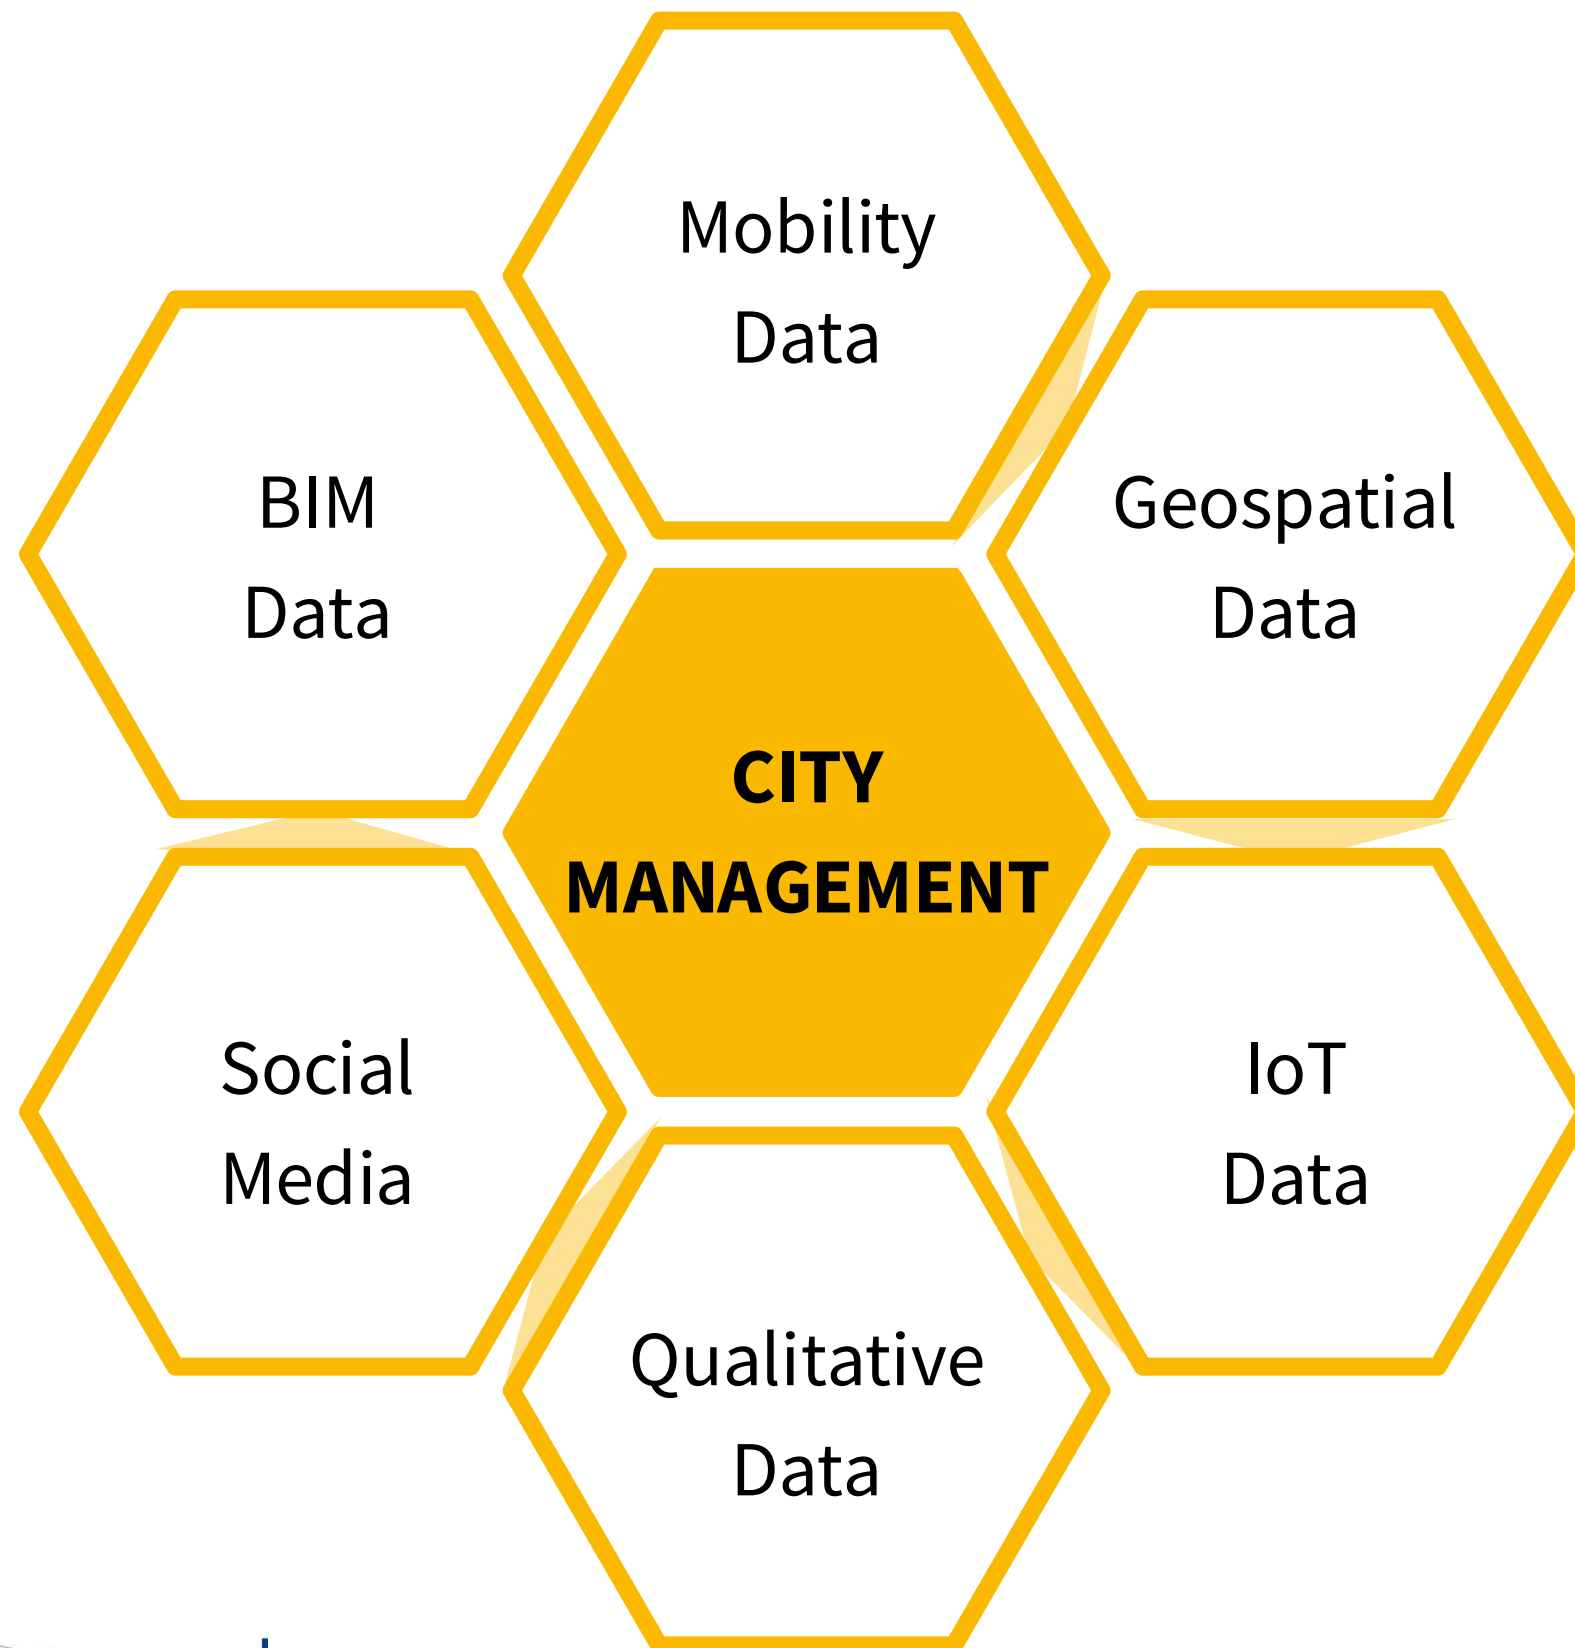 Mobility
Data
BIM
Data
Geospatial
Data
CITY
MANAGEMENT
Social
Media
IoT
Data
Qualitative
Data